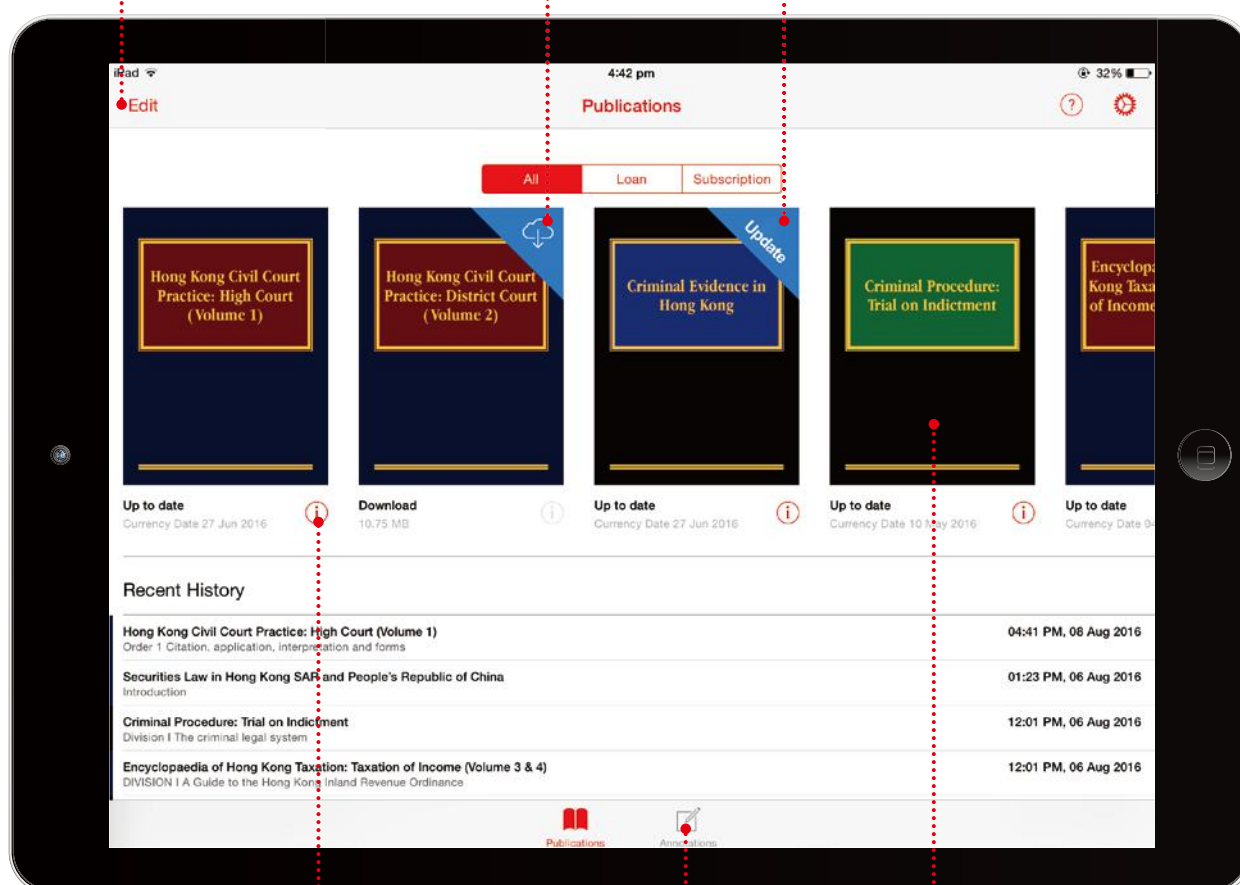 iPad
4:42 pm
32%
Edit
Publications
?
All
Loan
Subscription
Hong Kong Civil Court
Practice: High Court
(Volume 1)
Hong Kong Civil Court
Practice: District Court
(Volume 2)
Update
Criminal Evidence in
Hong Kong
Criminal Procedure:
Trial on Indictment
Encyclop
Kong Taxa
of Income
Up to date
Currency Date 27 Jun 2016
i
Download
10.75 MB
i
Up to date
Currency Date 27 Jun 2016
i
Up to date
Currency Date 10 May 2016
i
Up to date
Currency Date 04
Recent History
Hong Kong Civil Court Practice: High Court (Volume 1)
04:41 PM, 08 Aug 2016
Order 1 Citation, application, interpretation and forms
Securities Law in Hong Kong SAR and People's Republic of China
01:23 PM, 06 Aug 2016
Introduction
Criminal Procedure: Trial on Indictment
12:01 PM, 06 Aug 2016
Division I The criminal legal system
Encyclopaedia of Hong Kong Taxation: Taxation of Income (Volume 3 & 4)
12:01 PM, 06 Aug 2016
DIVISION I A Guide to the Hong Kong Inland Revenue Ordinance
Publications
Annotations